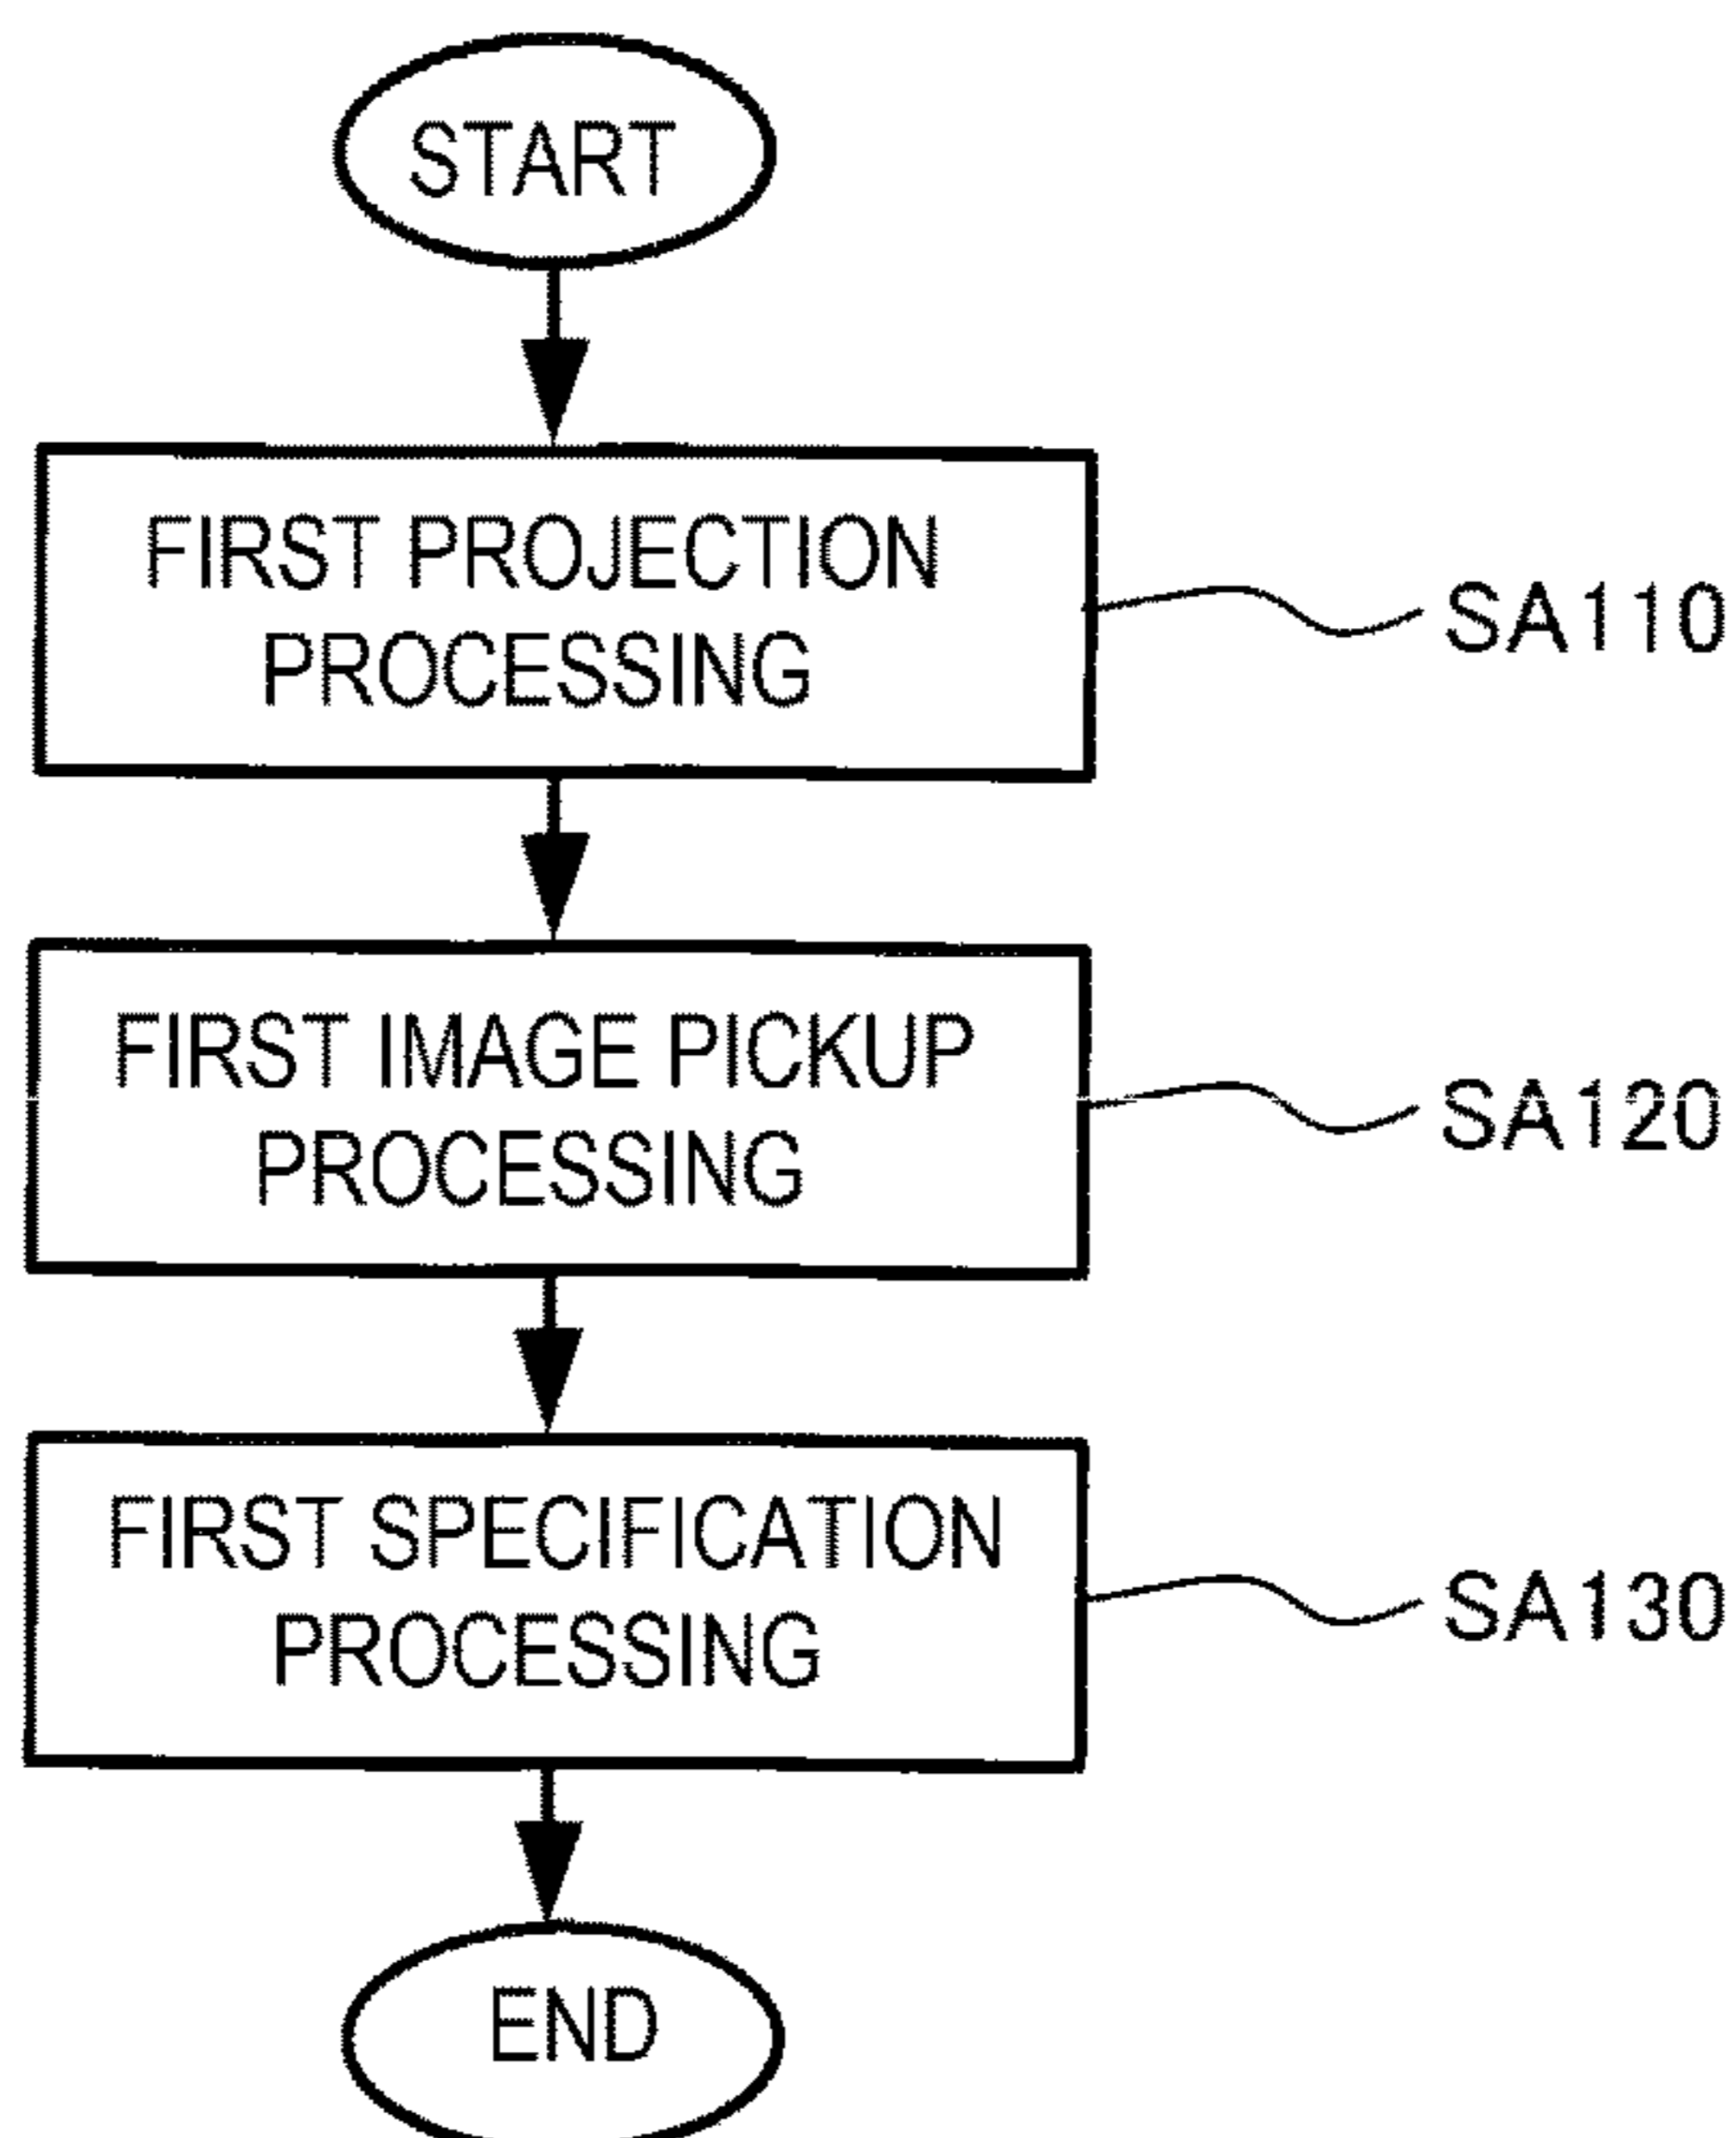 START
FIRST PROJECTION
PROCESSING
SA110
FIRST IMAGE PICKUP
PROCESSING
SA120
FIRST SPECIFICATION
PROCESSING
SA130
END